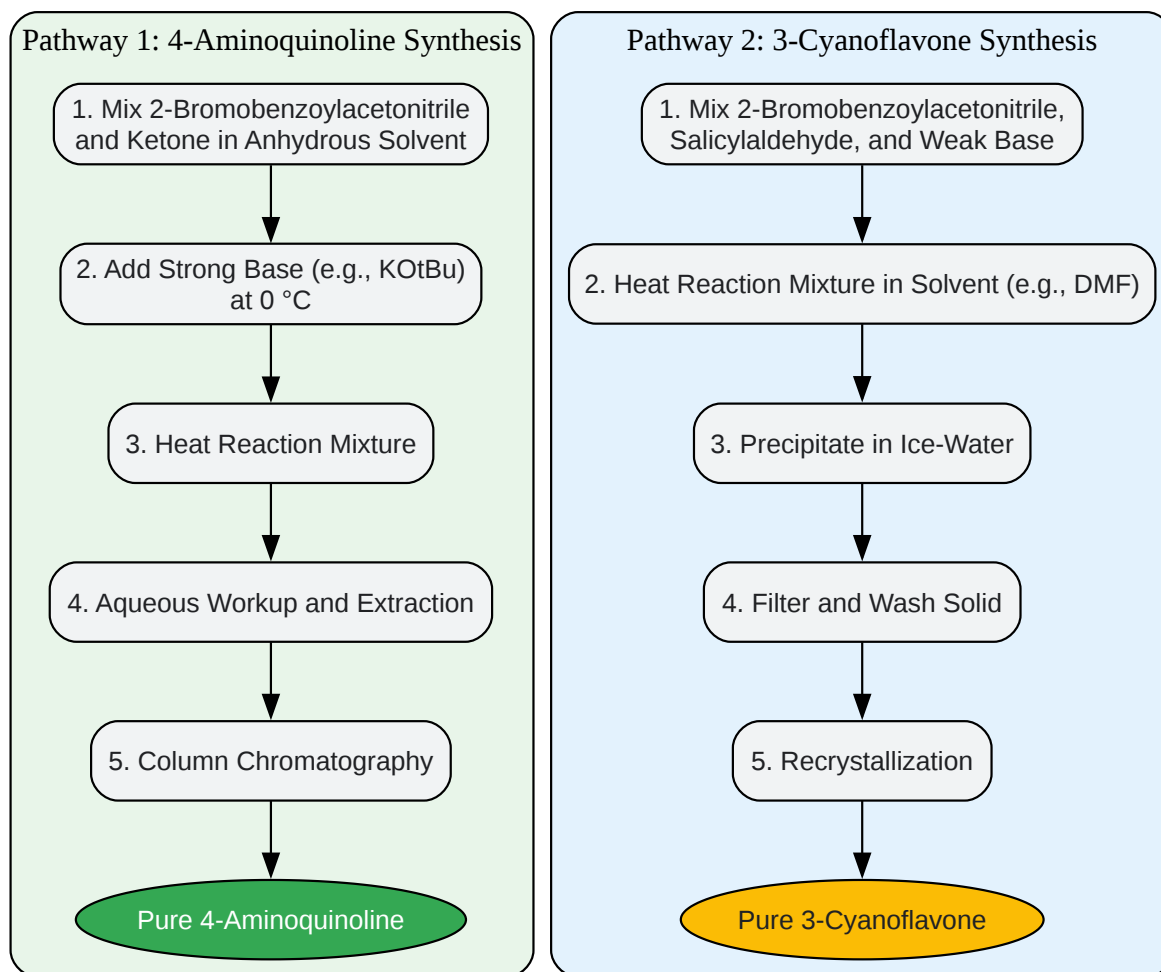 Pathway 1: 4-Aminoquinoline Synthesis
1. Mix 2-Bromobenzoylacetonitrile
and Ketone in Anhydrous Solvent
2. Add Strong Base (e.g., KOtBu)
at 0 °C
3. Heat Reaction Mixture
4. Aqueous Workup and Extraction
5. Column Chromatography
Pure 4-Aminoquinoline
Pathway 2: 3-Cyanoflavone Synthesis
1. Mix 2-Bromobenzoylacetonitrile,
Salicylaldehyde, and Weak Base
2. Heat Reaction Mixture in Solvent (e.g., DMF)
3. Precipitate in Ice-Water
4. Filter and Wash Solid
5. Recrystallization
Pure 3-Cyanoflavone